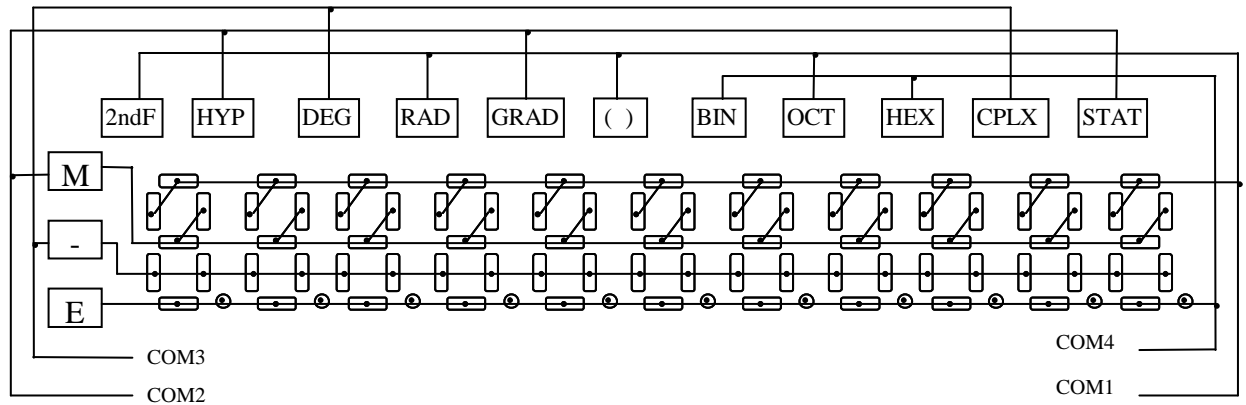 2ndF HYP DEG RAD GRAD ( ) BIN OCT HEX CPLX STAT
M
-
E
COM3 COM4
COM2 COM1